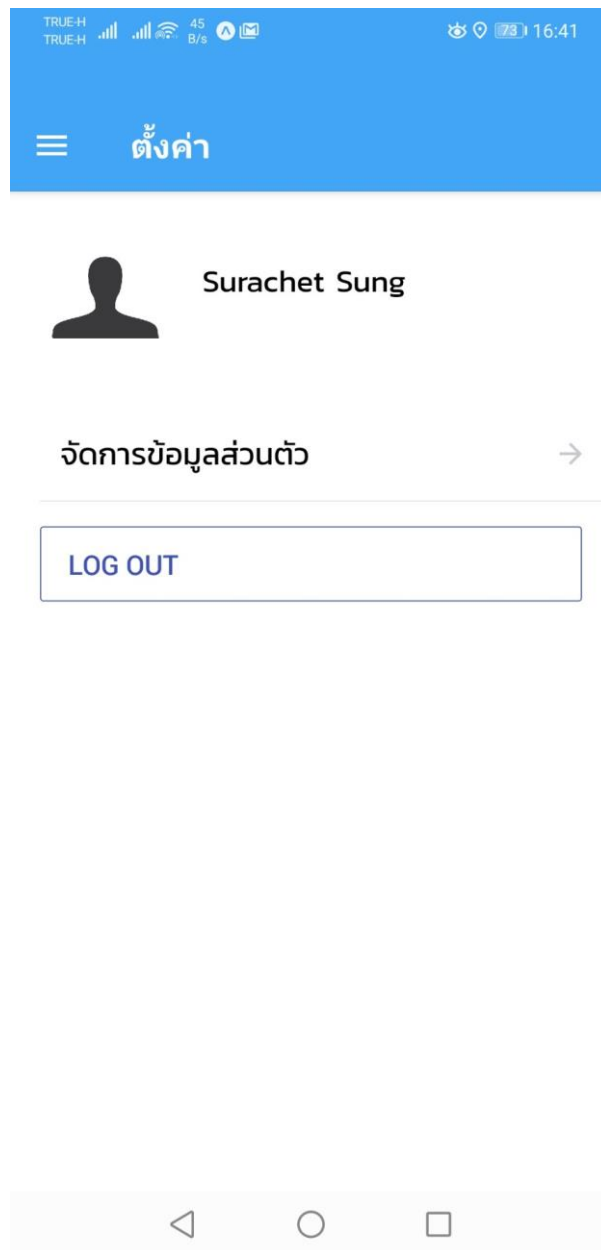 TRUE-H
TRUE-H
45
B/s
73
16:41
ตั้งค่า
Surachet Sung
จัดการข้อมูลส่วนตัว
LOG OUT